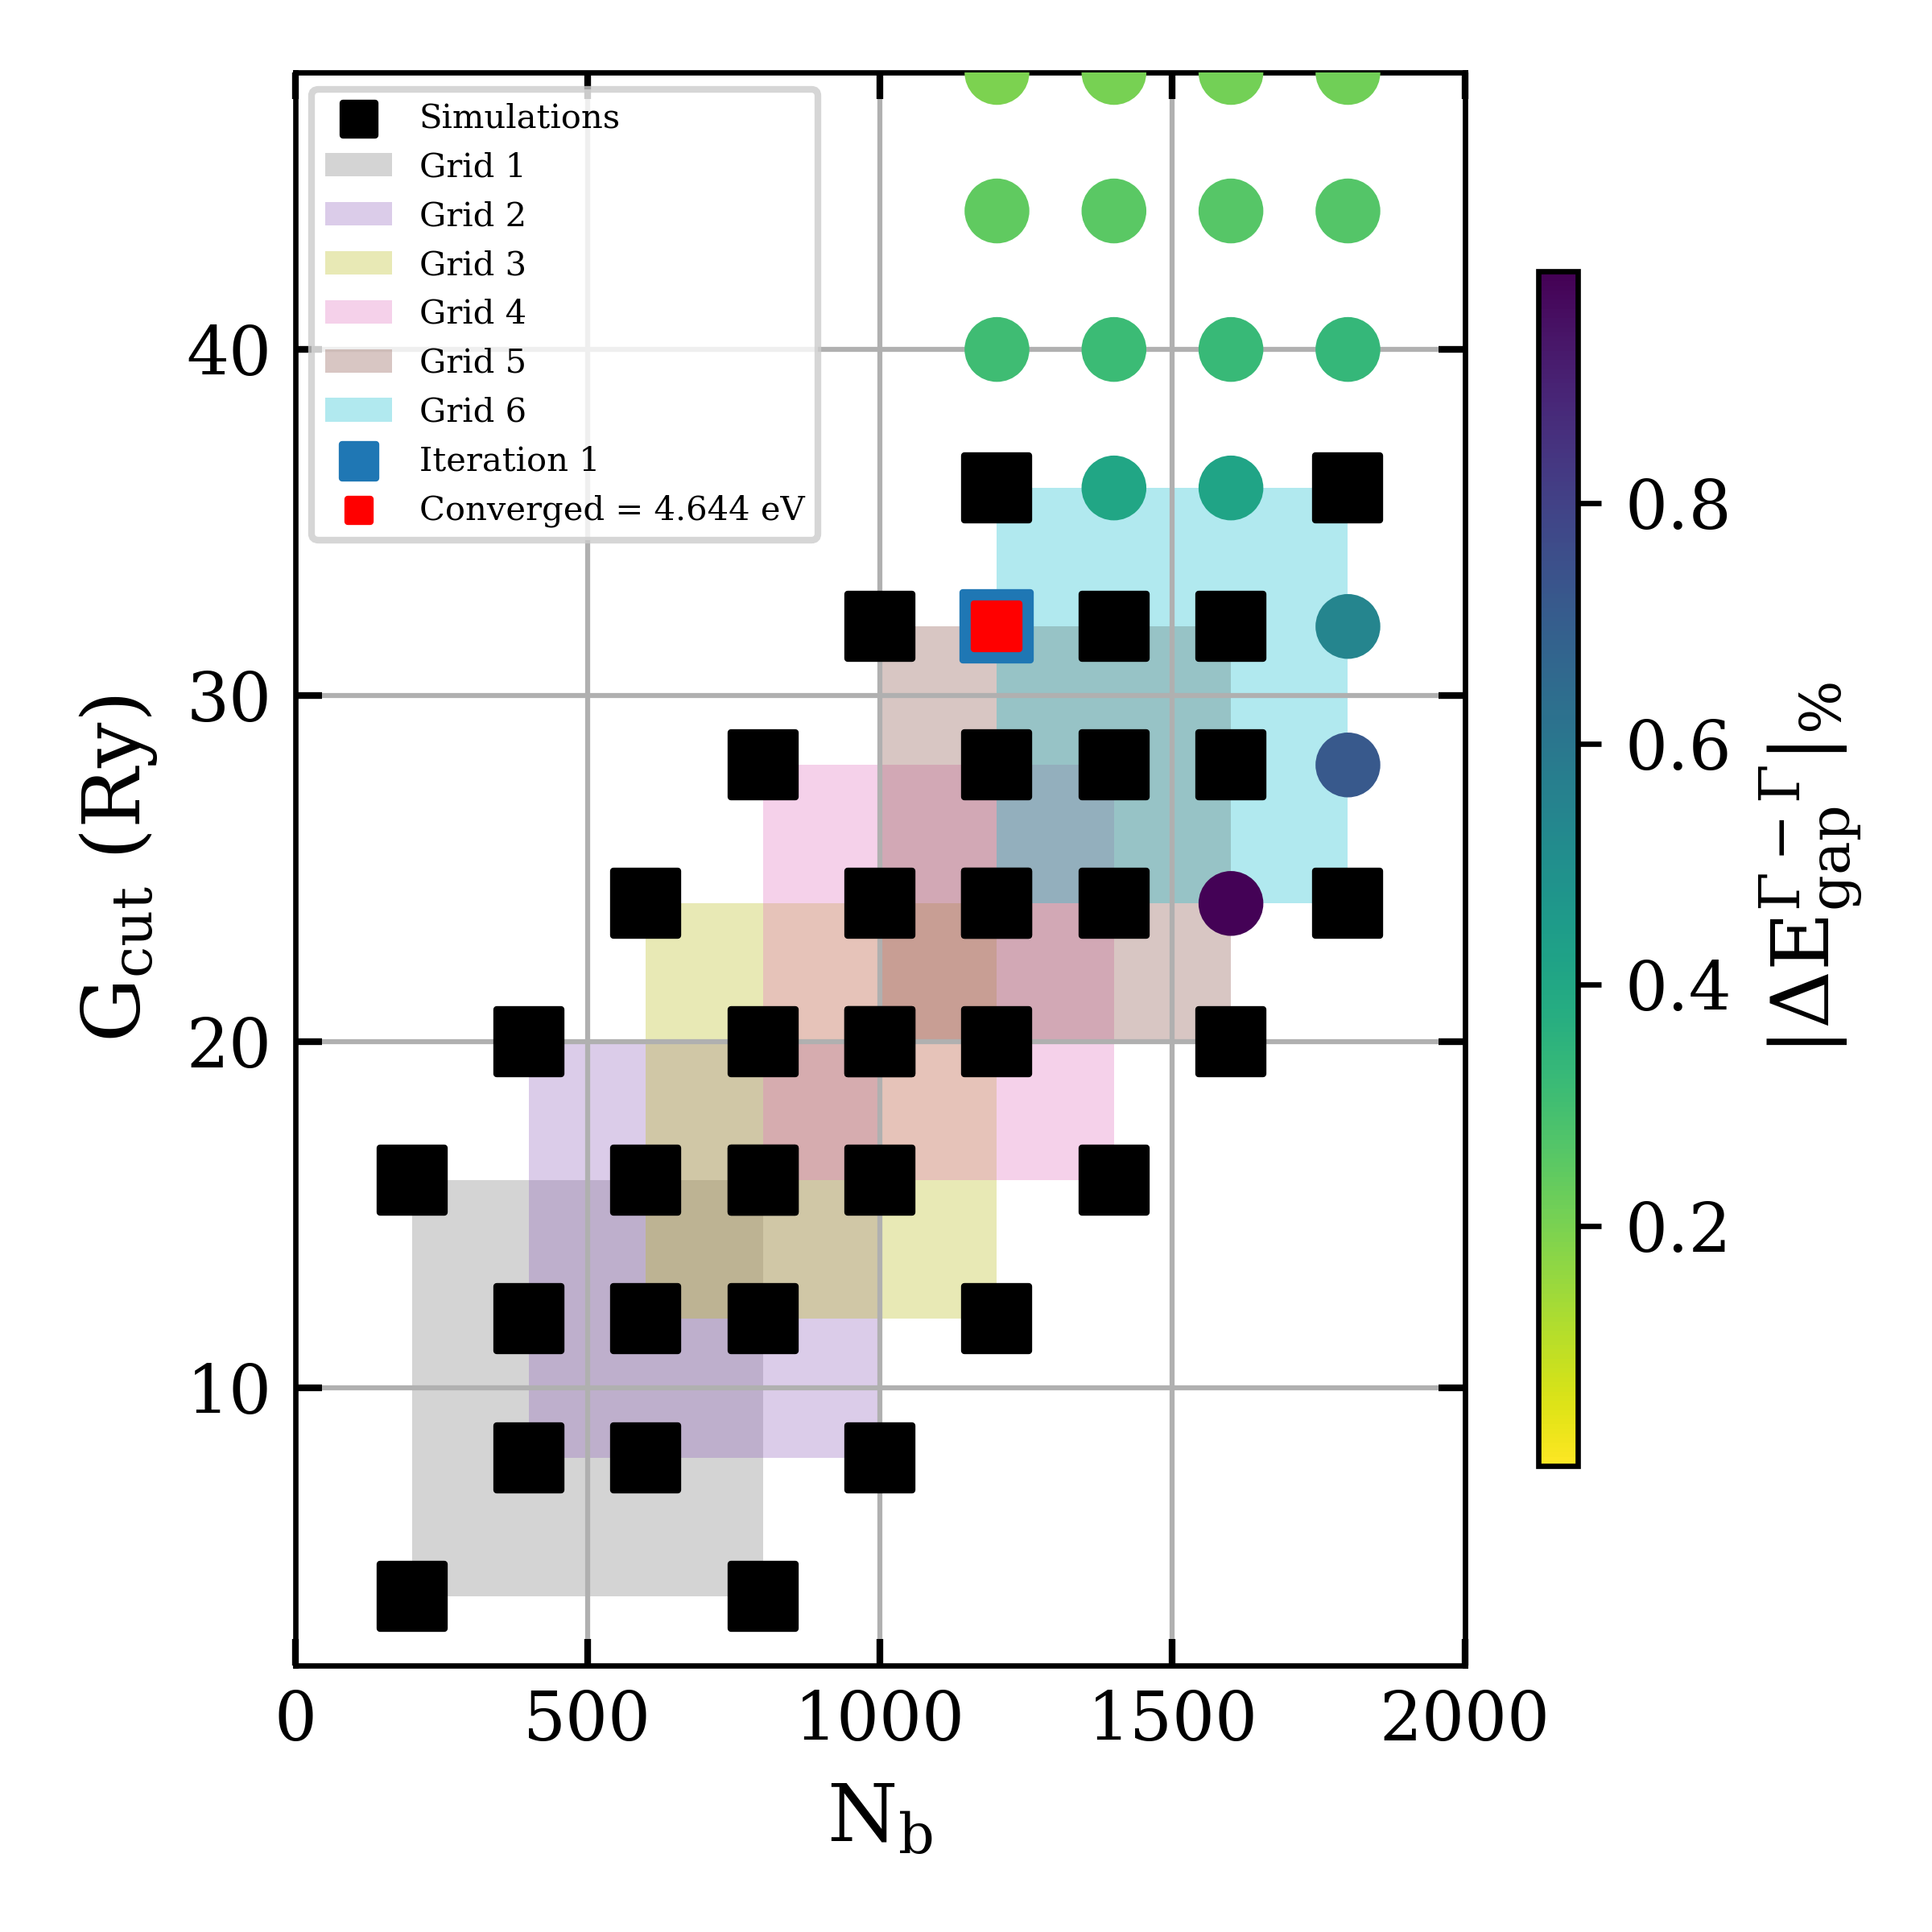 Simulations
Grid 1
Grid 2
Grid 3
Grid 4
Grid 5
Grid 6
Iteration 1
Converged = 4.644 eV
40
30
20
10
G_cut (Ry)
0 500 1000 1500 2000
N_b
0.8
0.6
0.4
0.2
|ΔE_gap^Γ−Γ|%